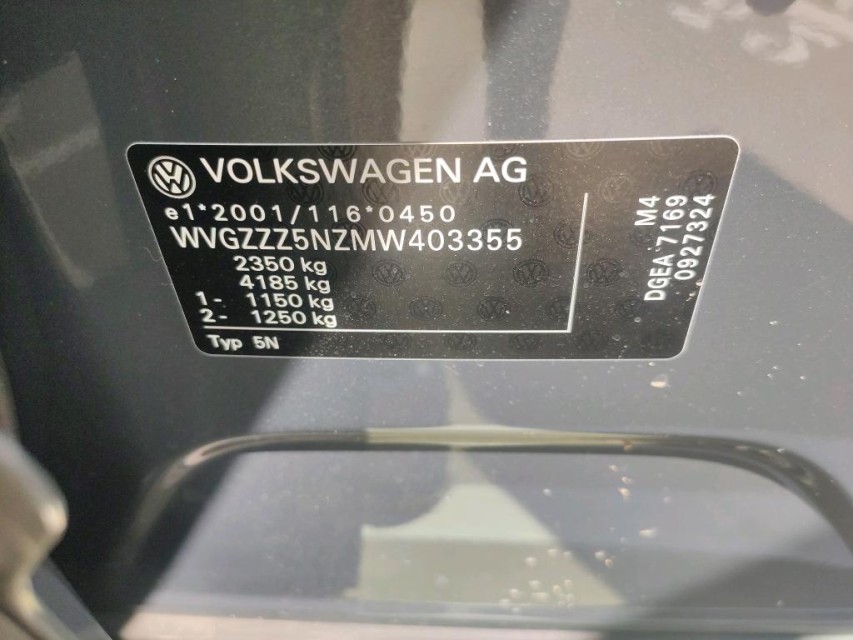 VOLKSWAGEN AG
e1*2001/116*0450
WVGZZZ5NZMW403355
2350 kg
4185 kg
1- 1150 kg
2- 1250 kg
Typ 5N
M4
DGEA 7169
0927324